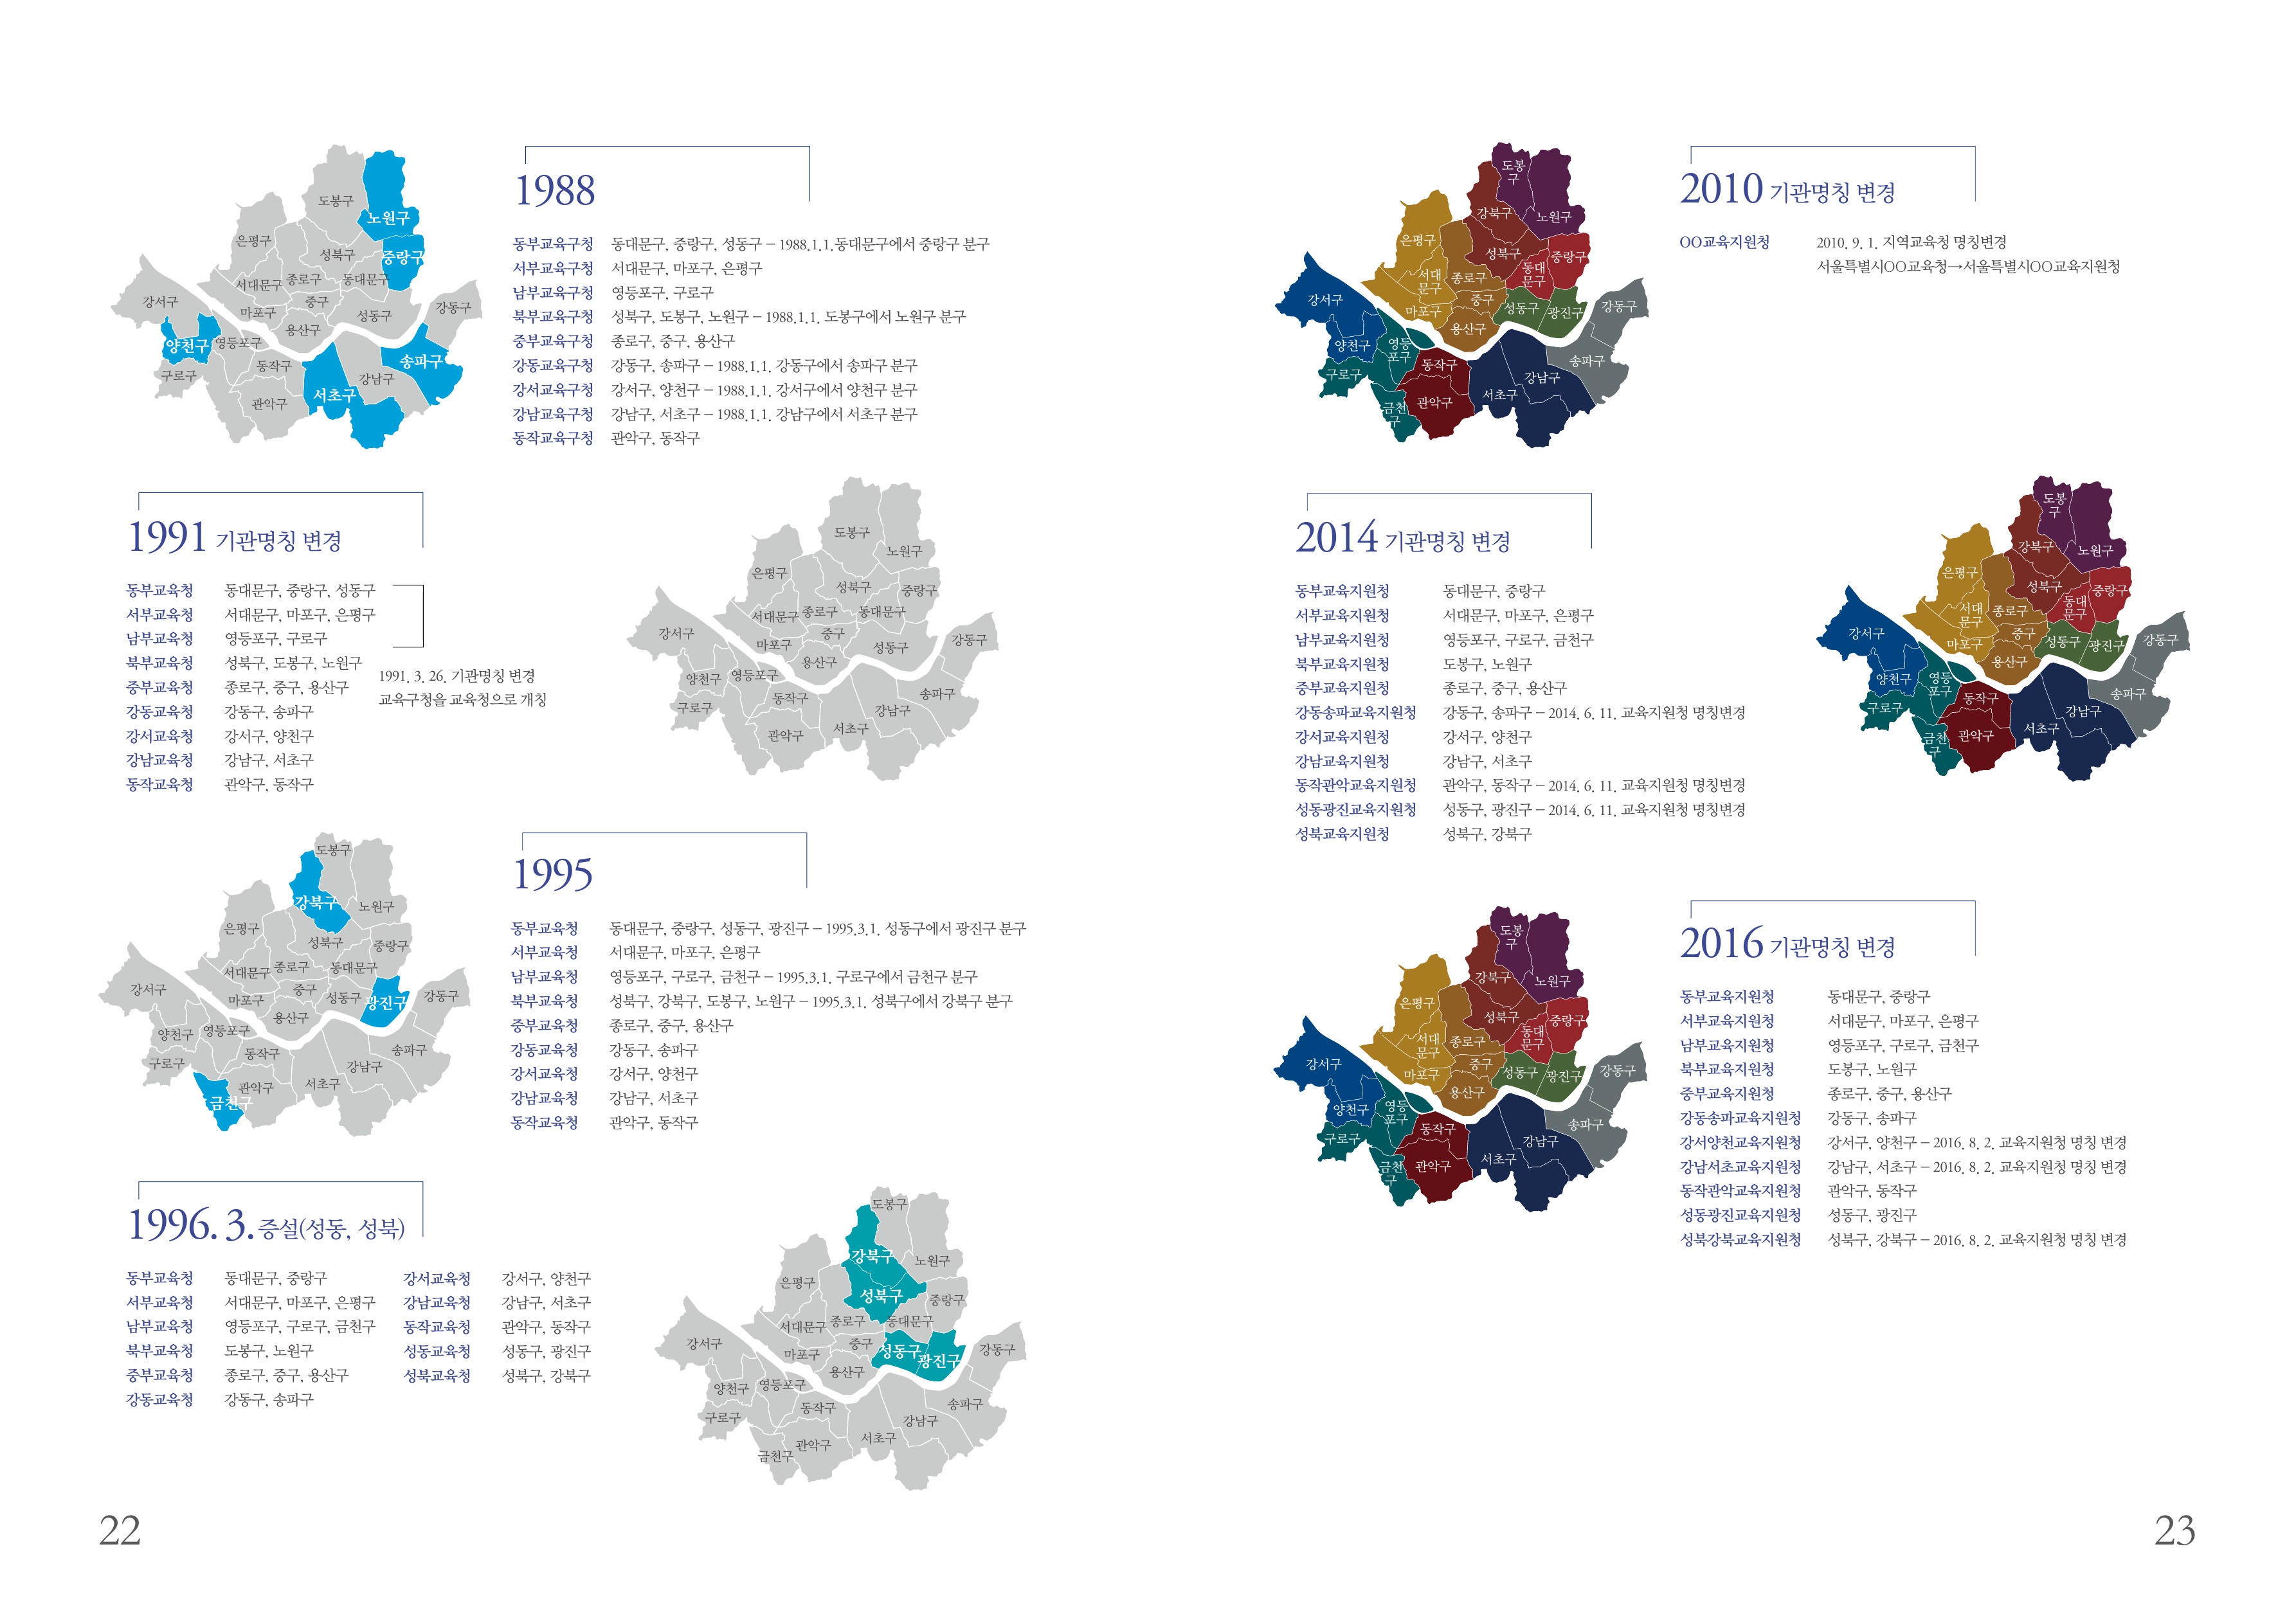 도봉구
노원구
은평구
성북구
중랑구
서대문구
종로구
동대문구
강서구
마포구
중구
성동구
강동구
용산구
양천구
영등포구
송파구
구로구
동작구
강남구
서초구
관악구
1988
동부교육구청 동대문구, 중랑구, 성동구 – 1988.1.1.동대문구에서 중랑구 분구
서부교육구청 서대문구, 마포구, 은평구
남부교육구청 영등포구, 구로구
북부교육구청 성북구, 도봉구, 노원구 – 1988.1.1. 도봉구에서 노원구 분구
중부교육구청 종로구, 중구, 용산구
강동교육구청 강동구, 송파구 – 1988.1.1. 강동구에서 송파구 분구
강서교육구청 강서구, 양천구 – 1988.1.1. 강서구에서 양천구 분구
강남교육구청 강남구, 서초구 – 1988.1.1. 강남구에서 서초구 분구
동작교육구청 관악구, 동작구
1991 기관명칭 변경
동부교육청 동대문구, 중랑구, 성동구
서부교육청 서대문구, 마포구, 은평구
남부교육청 영등포구, 구로구
북부교육청 성북구, 도봉구, 노원구
중부교육청 종로구, 중구, 용산구
강동교육청 강동구, 송파구
강서교육청 강서구, 양천구
강남교육청 강남구, 서초구
동작교육청 관악구, 동작구
1991. 3. 26. 기관명칭 변경
교육구청을 교육청으로 개칭
도봉구
노원구
은평구
성북구
중랑구
서대문구
종로구
동대문구
강서구
마포구
중구
성동구
강동구
용산구
양천구
영등포구
송파구
구로구
동작구
강남구
서초구
관악구
도봉구
강북구
노원구
은평구
성북구
중랑구
서대문구
종로구
동대문구
강서구
마포구
중구
성동구
광진구
강동구
용산구
양천구
영등포구
송파구
구로구
동작구
강남구
서초구
관악구
금천구
1995
동부교육청 동대문구, 중랑구, 성동구, 광진구 – 1995.3.1. 성동구에서 광진구 분구
서부교육청 서대문구, 마포구, 은평구
남부교육청 영등포구, 구로구, 금천구 – 1995.3.1. 구로구에서 금천구 분구
북부교육청 성북구, 강북구, 도봉구, 노원구 – 1995.3.1. 성북구에서 강북구 분구
중부교육청 종로구, 중구, 용산구
강동교육청 강동구, 송파구
강서교육청 강서구, 양천구
강남교육청 강남구, 서초구
동작교육청 관악구, 동작구
1996. 3. 증설(성동, 성북)
동부교육청 동대문구, 중랑구
서부교육청 서대문구, 마포구, 은평구
남부교육청 영등포구, 구로구, 금천구
북부교육청 도봉구, 노원구
중부교육청 종로구, 중구, 용산구
강동교육청 강동구, 송파구
강서교육청 강서구, 양천구
강남교육청 강남구, 서초구
동작교육청 관악구, 동작구
성동교육청 성동구, 광진구
성북교육청 성북구, 강북구
도봉구
강북구
노원구
은평구
성북구
중랑구
서대문구
종로구
동대문구
강서구
마포구
중구
성동구
광진구
강동구
용산구
양천구
영등포구
송파구
구로구
동작구
강남구
서초구
관악구
금천구
22
도봉
구
강북구
노원구
은평구
성북구
중랑구
서대
문구
종로구
동대
문구
강서구
마포구
중구
성동구
광진구
강동구
용산구
양천구
영등
포구
송파구
구로구
동작구
강남구
서초구
관악구
금천
구
2010 기관명칭 변경
OO교육지원청 2010. 9. 1. 지역교육청 명칭변경
서울특별시OO교육청→서울특별시OO교육지원청
2014 기관명칭 변경
동부교육지원청 동대문구, 중랑구
서부교육지원청 서대문구, 마포구, 은평구
남부교육지원청 영등포구, 구로구, 금천구
북부교육지원청 도봉구, 노원구
중부교육지원청 종로구, 중구, 용산구
강동송파교육지원청 강동구, 송파구 – 2014. 6. 11. 교육지원청 명칭변경
강서교육지원청 강서구, 양천구
강남교육지원청 강남구, 서초구
동작관악교육지원청 관악구, 동작구 – 2014. 6. 11. 교육지원청 명칭변경
성동광진교육지원청 성동구, 광진구 – 2014. 6. 11. 교육지원청 명칭변경
성북교육지원청 성북구, 강북구
도봉
구
강북구
노원구
은평구
성북구
중랑구
서대
문구
종로구
동대
문구
강서구
마포구
중구
성동구
광진구
강동구
용산구
양천구
영등
포구
송파구
구로구
동작구
강남구
서초구
관악구
금천
구
도봉
구
강북구
노원구
은평구
성북구
중랑구
서대
문구
종로구
동대
문구
강서구
마포구
중구
성동구
광진구
강동구
용산구
양천구
영등
포구
송파구
구로구
동작구
강남구
서초구
관악구
금천
구
2016 기관명칭 변경
동부교육지원청 동대문구, 중랑구
서부교육지원청 서대문구, 마포구, 은평구
남부교육지원청 영등포구, 구로구, 금천구
북부교육지원청 도봉구, 노원구
중부교육지원청 종로구, 중구, 용산구
강동송파교육지원청 강동구, 송파구
강서양천교육지원청 강서구, 양천구 – 2016. 8. 2. 교육지원청 명칭 변경
강남서초교육지원청 강남구, 서초구 – 2016. 8. 2. 교육지원청 명칭 변경
동작관악교육지원청 관악구, 동작구
성동광진교육지원청 성동구, 광진구
성북강북교육지원청 성북구, 강북구 – 2016. 8. 2. 교육지원청 명칭 변경
23